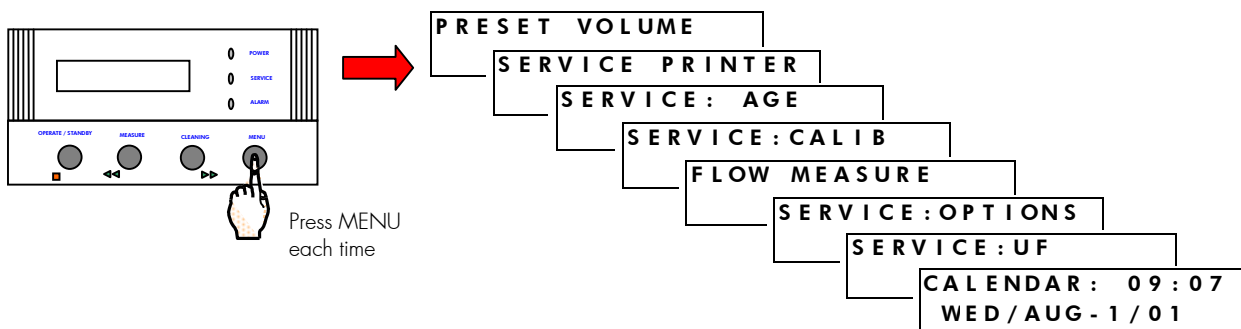 POWER
SERVICE
ALARM
OPERATE / STANDBY MEASURE CLEANING MENU
Press MENU
each time
PRESET VOLUME
SERVICE PRINTER
SERVICE: AGE
SERVICE:CALIB
FLOW MEASURE
SERVICE:OPTIONS
SERVICE:UF
CALENDAR: 09:07
WED/AUG-1/01